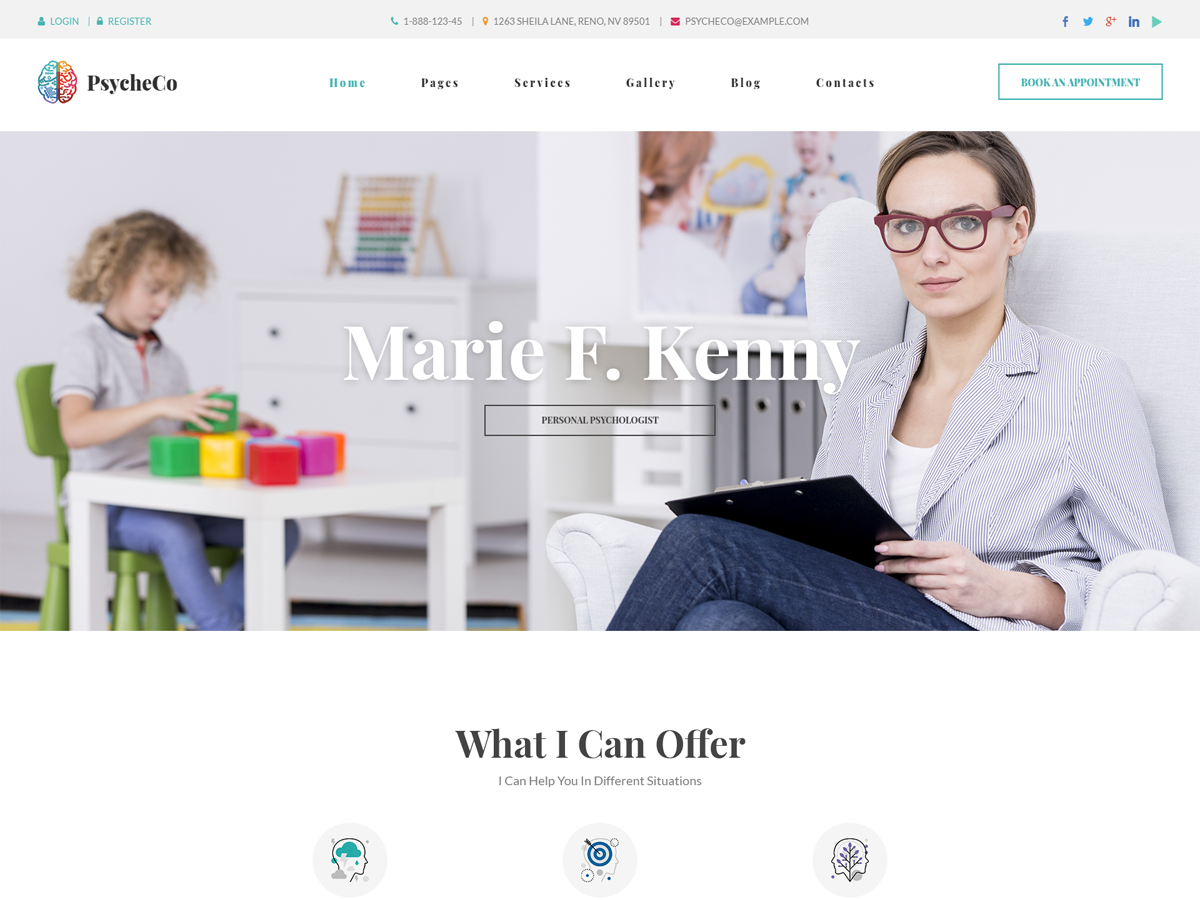 LOGIN | REGISTER
1-888-123-45 | 1263 SHEILA LANE, RENO, NV 89501 | PSYCHECO@EXAMPLE.COM
f g+ in
PsycheCo
Home Pages Services Gallery Blog Contacts
BOOK AN APPOINTMENT
Marie F. Kenny
PERSONAL PSYCHOLOGIST
What I Can Offer
I Can Help You In Different Situations